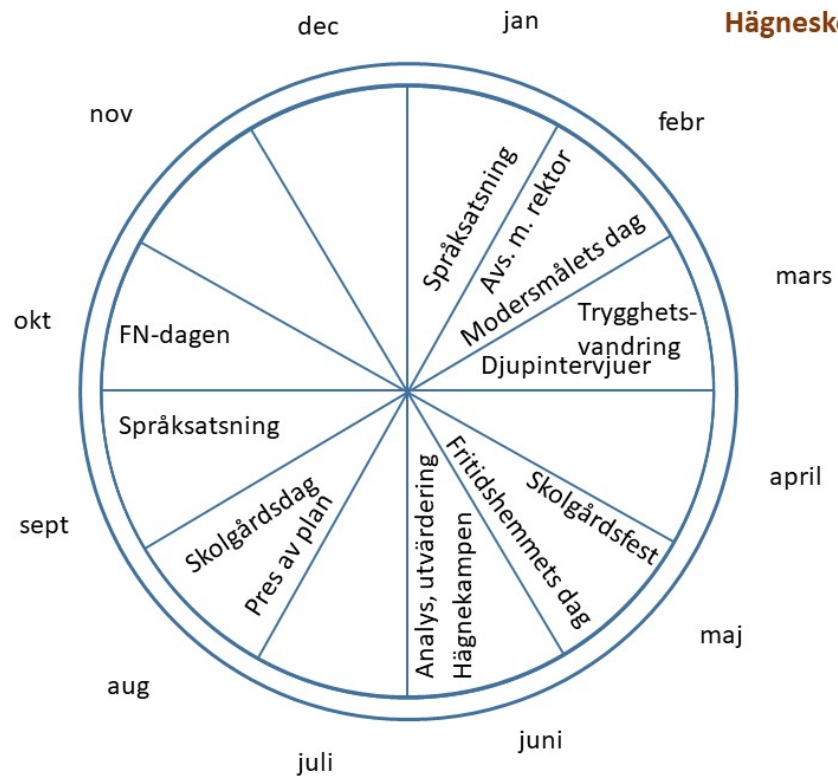 Hägnesk
jan
febr
mars
april
maj
juni
juli
aug
sept
okt
nov
dec
Språksatsning
Avs. m. rektor
Modersmålets dag
Trygghets-
vandring
Djupintervjuer
Skolgårdsfest
Fritidshemmets dag
Analys, utvärdering
Hägnekampen
Pres av plan
Skolgårdsdag
Språksatsning
FN-dagen